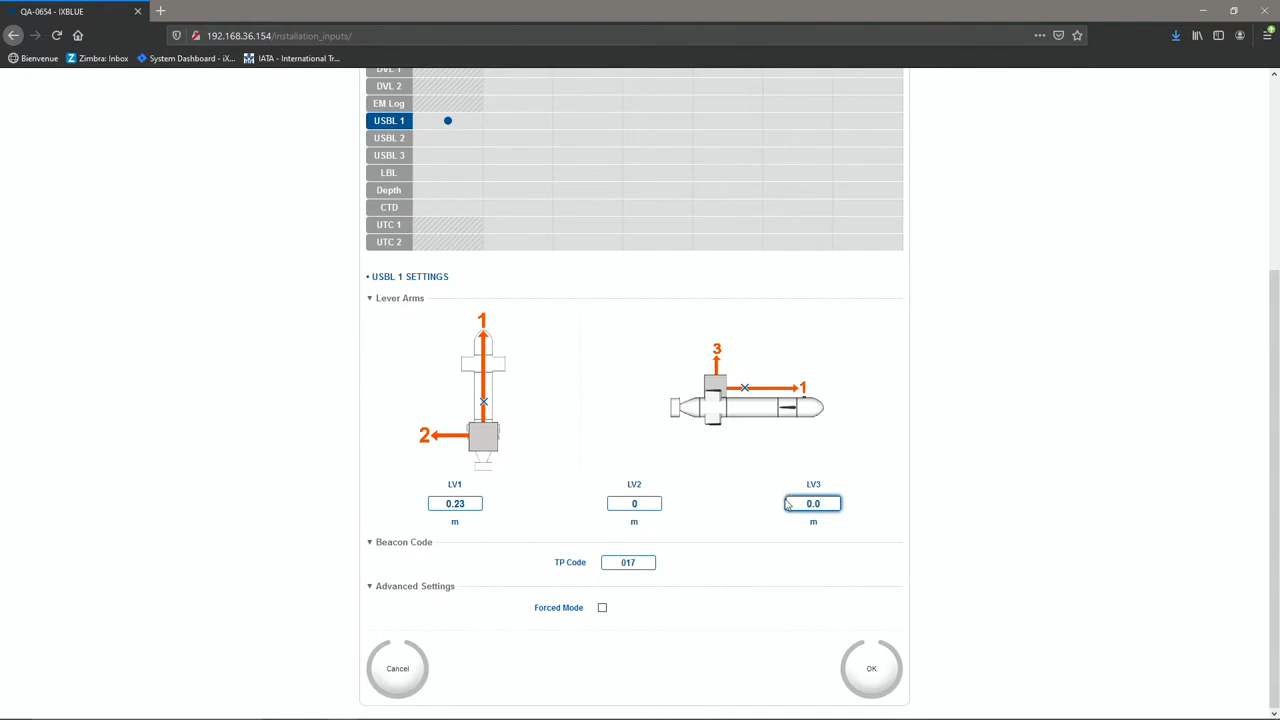 QA-0654 - IXBLUE
192.168.36.154/installation_inputs/
Bienvenue
Zimbra: Inbox
System Dashboard - iX...
IATA - International Tr...
DVL 1
DVL 2
EM Log
USBL 1
USBL 2
USBL 3
LBL
Depth
CTD
UTC 1
UTC 2
• USBL 1 SETTINGS
Lever Arms
1
2
3
1
LV1
LV2
LV3
0.23
0
0.0
m
m
m
Beacon Code
TP Code
017
Advanced Settings
Forced Mode
Cancel
OK